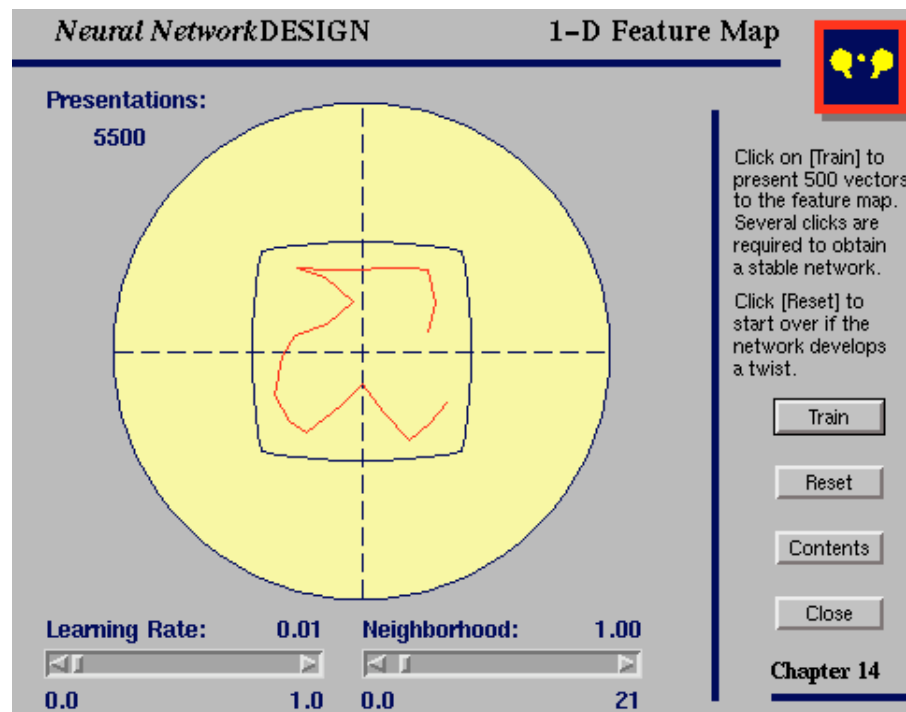 Neural Network DESIGN
1-D Feature Map
Presentations:
5500
Click on [Train] to
present 500 vectors
to the feature map.
Several clicks are
required to obtain
a stable network.
Click [Reset] to
start over if the
network develops
a twist.
Train
Reset
Contents
Close
Learning Rate: 0.01
0.0 1.0
Neighborhood: 1.00
0.0 21
Chapter 14